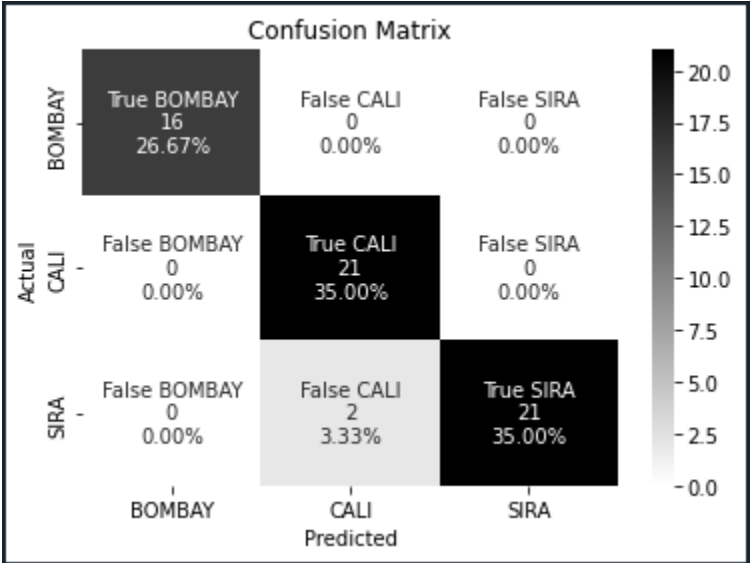 Confusion Matrix
BOMBAY
True BOMBAY
16
26.67%
False CALI
0
0.00%
False SIRA
0
0.00%
Actual
CALI
False BOMBAY
0
0.00%
True CALI
21
35.00%
False SIRA
0
0.00%
SIRA
False BOMBAY
0
0.00%
False CALI
2
3.33%
True SIRA
21
35.00%
BOMBAY
CALI
SIRA
Predicted
20.0
17.5
15.0
12.5
10.0
7.5
5.0
2.5
0.0